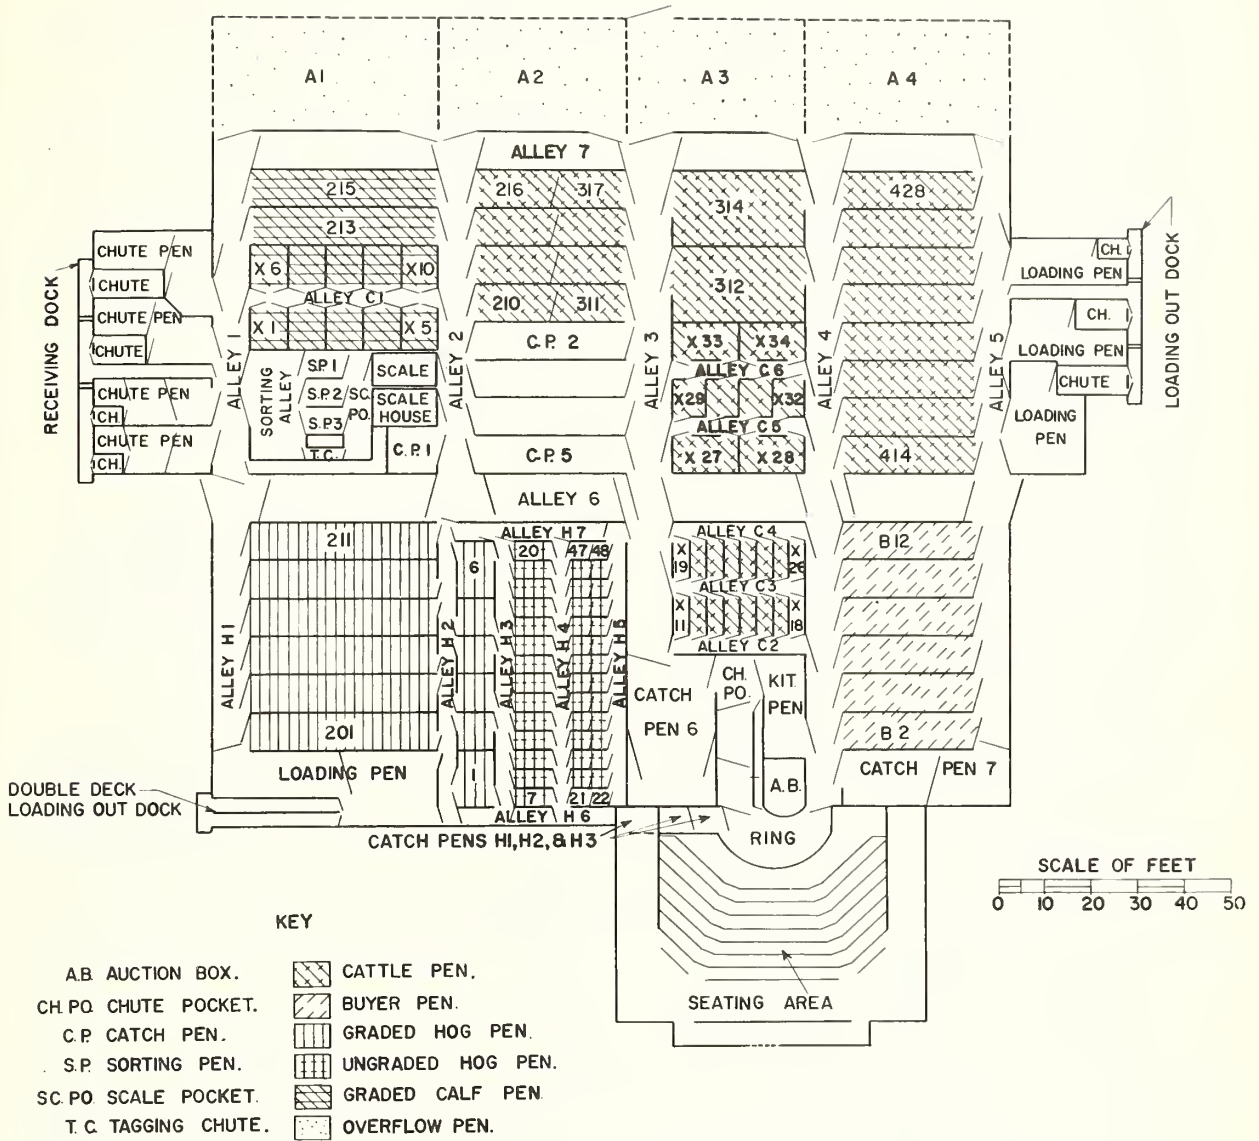 A1 A2 A3 A4
ALLEY 7
215 216 317 314 428
213
CHUTE PEN
CHUTE
CHUTE PEN
CHUTE
CHUTE PEN
CH.
CHUTE PEN
CH.
RECEIVING DOCK
ALLEY 1
X6 X10
ALLEY C1
X1 X5
SORTING ALLEY
S.P.1
S.P.2
S.P.3
T.C.
SC. PO.
SCALE
SCALE HOUSE
C.P.1
ALLEY 2
210 311
C.P. 2
C.P. 5
ALLEY 3
312
X33 X34
ALLEY C6
X29 X32
ALLEY C5
X27 X28
ALLEY 4
414
ALLEY 5
CH.
LOADING PEN
CH.
LOADING PEN
CHUTE
LOADING PEN
LOADING OUT DOCK
ALLEY 6
211
201
ALLEY H1
LOADING PEN
DOUBLE DECK
LOADING OUT DOCK
ALLEY H2
6
1
ALLEY H7
20 47 48
ALLEY H3
ALLEY H4
ALLEY H5
7 21 22
ALLEY H6
CATCH PENS H1,H2,&H3
ALLEY C4
X 19 X 26
ALLEY C3
X 11 X 18
ALLEY C2
CATCH
PEN 6
CH.
PO.
KIT.
PEN
A.B.
RING
B12
B2
CATCH PEN 7
SEATING AREA
SCALE OF FEET
0 10 20 30 40 50
KEY
A.B. AUCTION BOX.
CH. PO. CHUTE POCKET.
C.P. CATCH PEN.
S.P. SORTING PEN.
SC. PO. SCALE POCKET.
T.C. TAGGING CHUTE.
CATTLE PEN.
BUYER PEN.
GRADED HOG PEN.
UNGRADED HOG PEN.
GRADED CALF PEN.
OVERFLOW PEN.